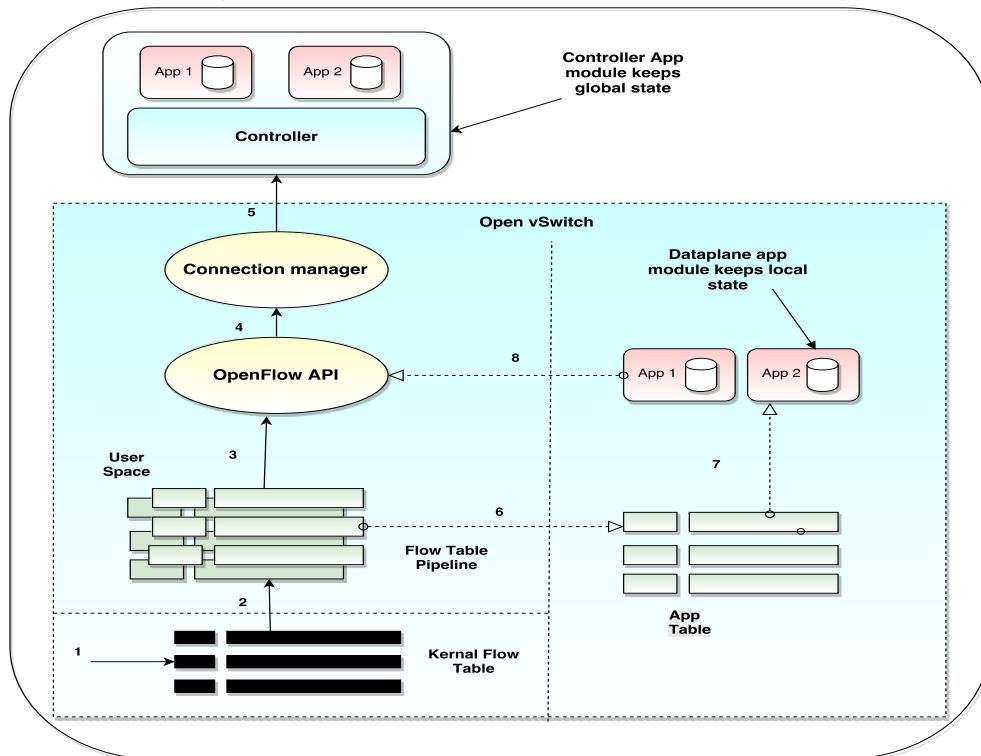 App 1
App 2
Controller
Controller App
module keeps
global state
5
Open vSwitch
Connection manager
Dataplane app
module keeps local
state
4
OpenFlow API
8
App 1
App 2
3
User
Space
7
6
Flow Table
Pipeline
2
App
Table
1
Kernal Flow
Table